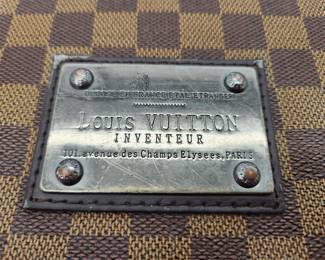 LOUIS VUITTON
INVENTEUR
101, avenue des Champs Elysees, PARIS